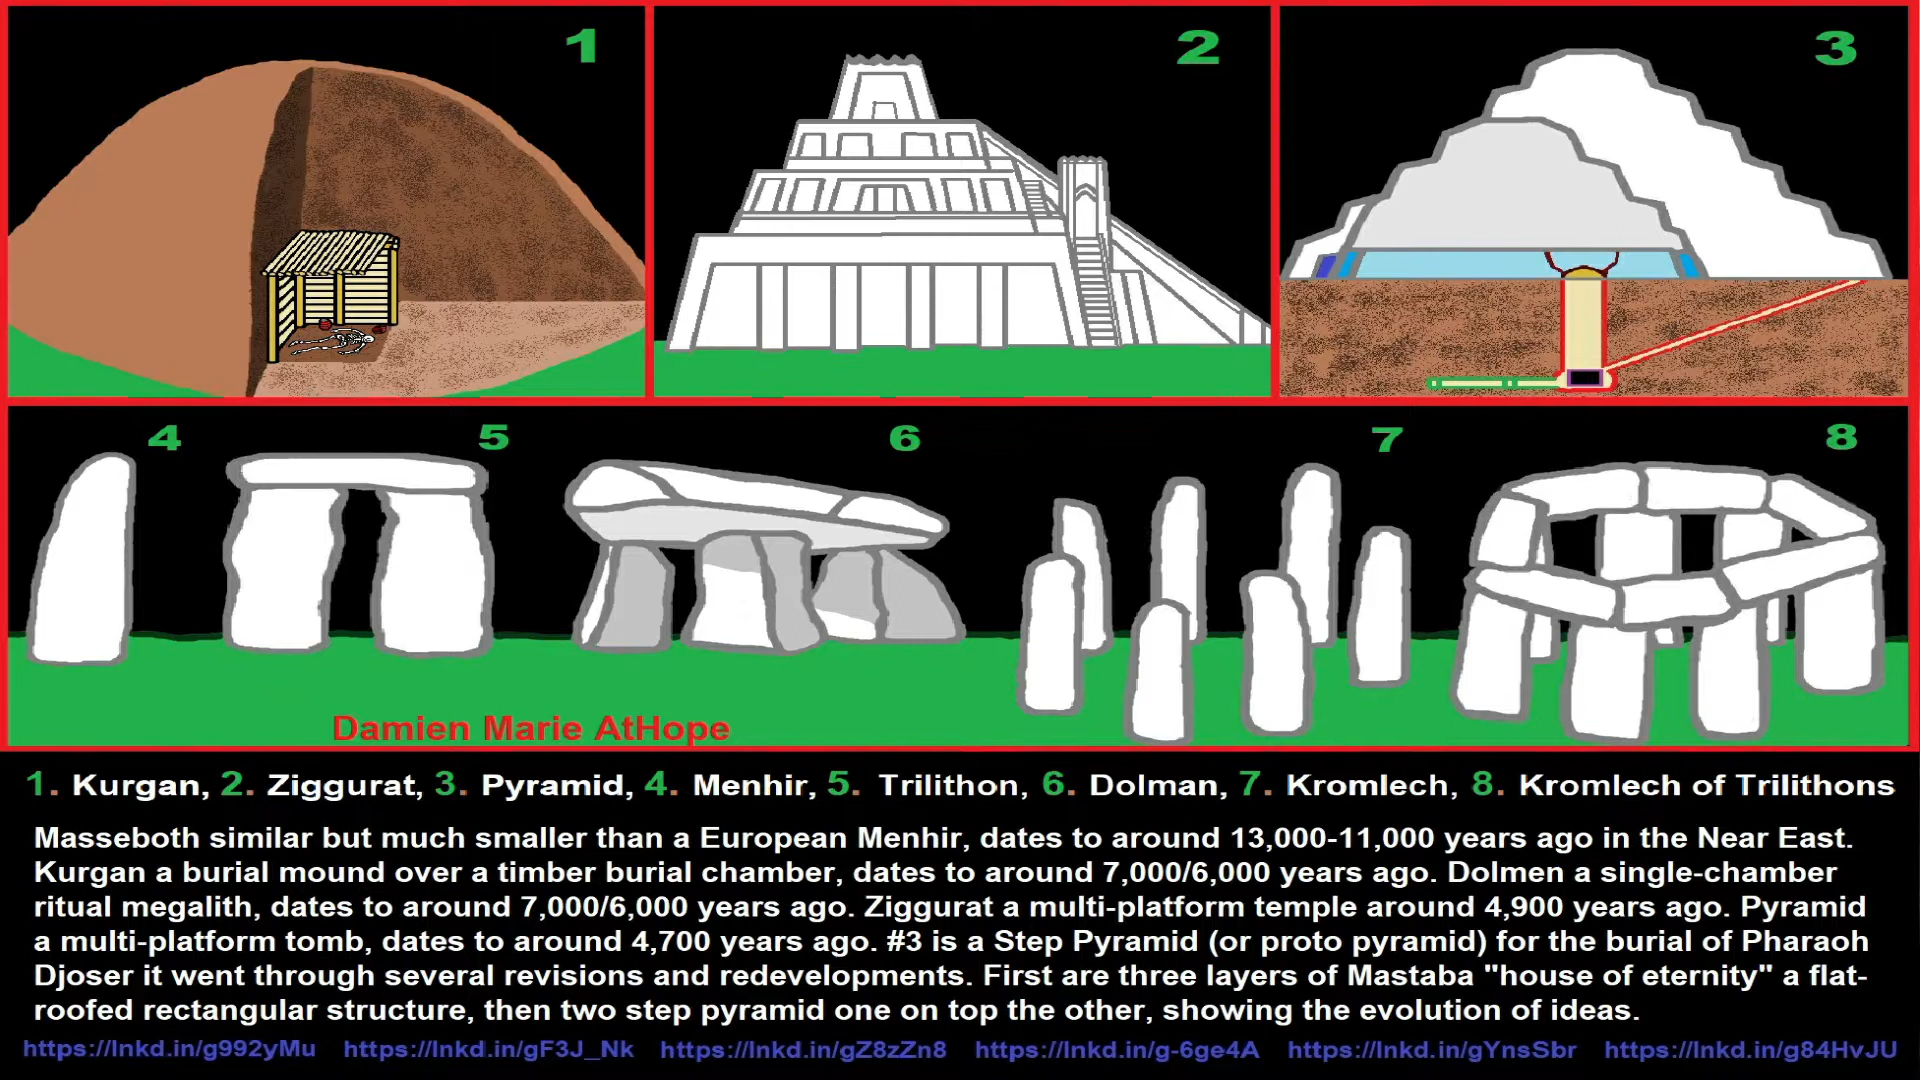 1
2
3
4
5
6
7
8
Damien Marie AtHope
1. Kurgan, 2. Ziggurat, 3. Pyramid, 4. Menhir, 5. Trilithon, 6. Dolman, 7. Kromlech, 8. Kromlech of Trilithons
Masseboth similar but much smaller than a European Menhir, dates to around 13,000-11,000 years ago in the Near East.
Kurgan a burial mound over a timber burial chamber, dates to around 7,000/6,000 years ago. Dolmen a single-chamber
ritual megalith, dates to around 7,000/6,000 years ago. Ziggurat a multi-platform temple around 4,900 years ago. Pyramid
a multi-platform tomb, dates to around 4,700 years ago. #3 is a Step Pyramid (or proto pyramid) for the burial of Pharaoh
Djoser it went through several revisions and redevelopments. First are three layers of Mastaba "house of eternity" a flat-
roofed rectangular structure, then two step pyramid one on top the other, showing the evolution of ideas.
https://lnkd.in/g992yMu https://lnkd.in/gF3J_Nk https://lnkd.in/gZ8zZn8 https://lnkd.in/g-6ge4A https://lnkd.in/gYnsSbr https://lnkd.in/g84HvJU